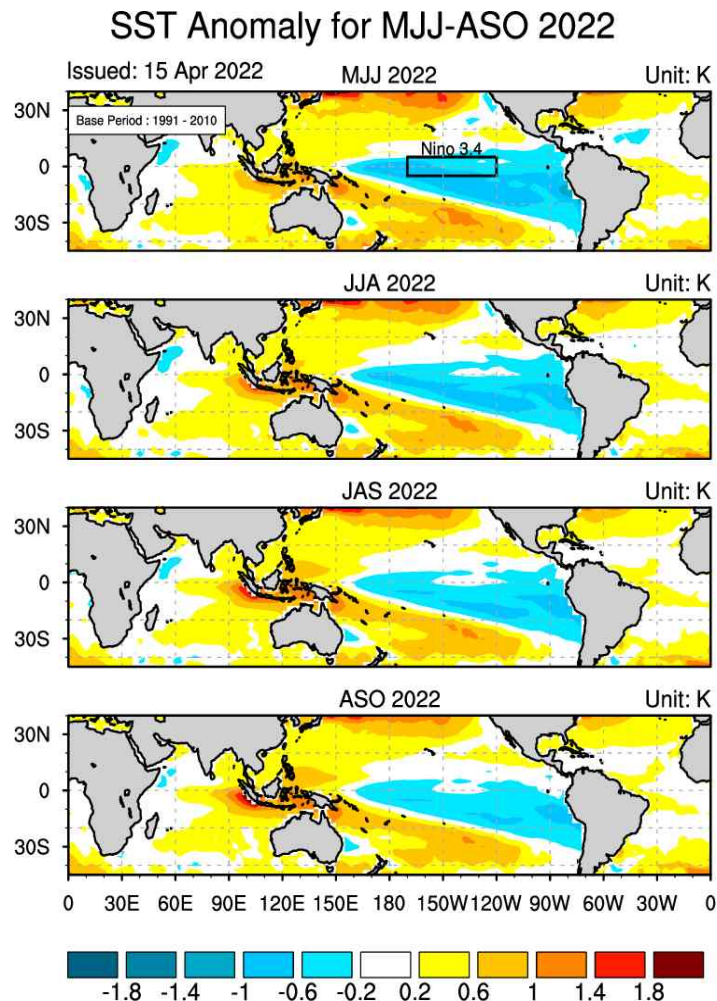 SST Anomaly for MJJ-ASO 2022
Issued: 15 Apr 2022 MJJ 2022 Unit: K
30N
Base Period : 1991 - 2010
Nino 3.4
0
30S
JJA 2022 Unit: K
30N
0
30S
JAS 2022 Unit: K
30N
0
30S
ASO 2022 Unit: K
30N
0
30S
0 30E 60E 90E 120E 150E 180 150W 120W 90W 60W 30W 0
-1.8 -1.4 -1 -0.6 -0.2 0.2 0.6 1 1.4 1.8